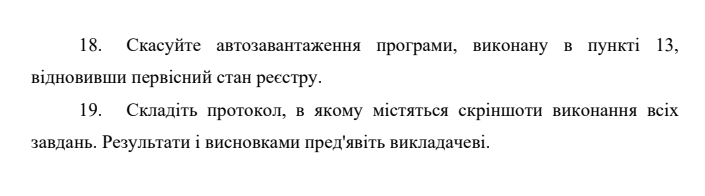 18. Скасуйте автозавантаження програми, виконану в пункті 13,
відновивши первісний стан реєстру.
19. Складіть протокол, в якому містяться скріншоти виконання всіх
завдань. Результати і висновками пред'явіть викладачеві.